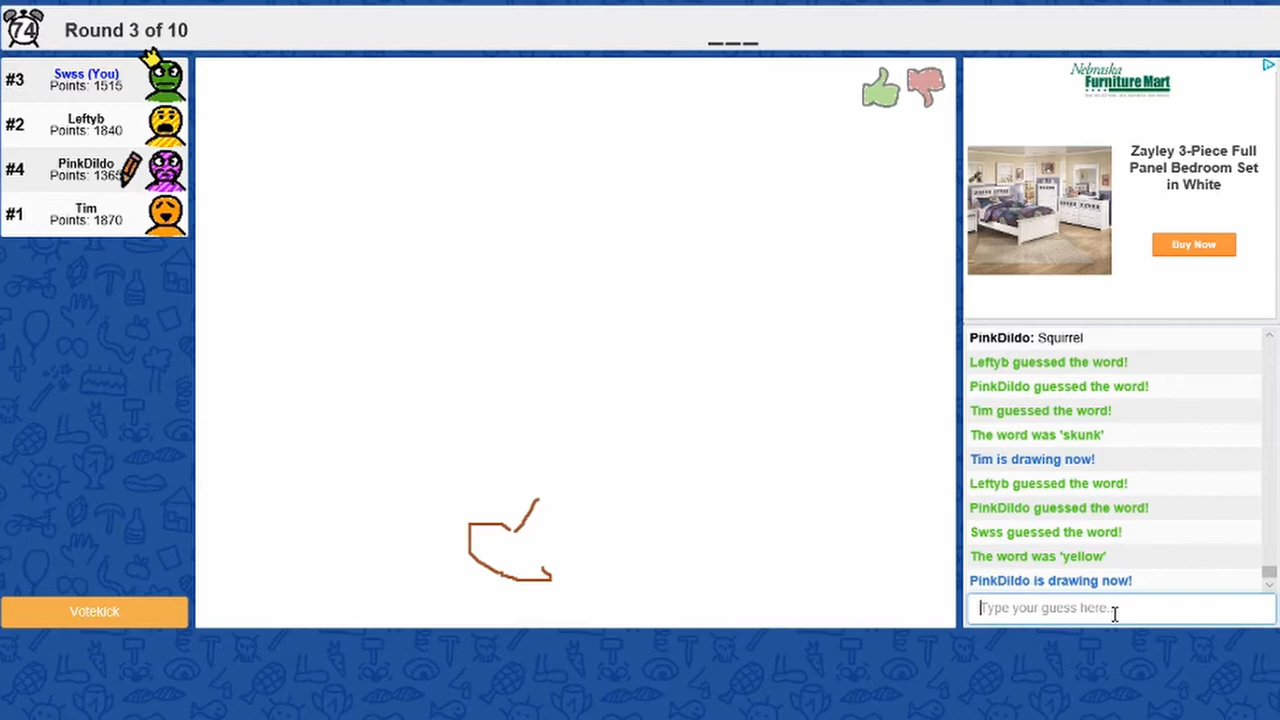 74
Round 3 of 10
___
#3
Swss (You)
Points: 1515
#2
Leftyb
Points: 1840
#4
PinkDildo
Points: 1365
#1
Tim
Points: 1870
Votekick
Nebraska
Furniture Mart
Zayley 3-Piece Full
Panel Bedroom Set
in White
Buy Now
PinkDildo: Squirrel
Leftyb guessed the word!
PinkDildo guessed the word!
Tim guessed the word!
The word was 'skunk'
Tim is drawing now!
Leftyb guessed the word!
PinkDildo guessed the word!
Swss guessed the word!
The word was 'yellow'
PinkDildo is drawing now!
Type your guess here...